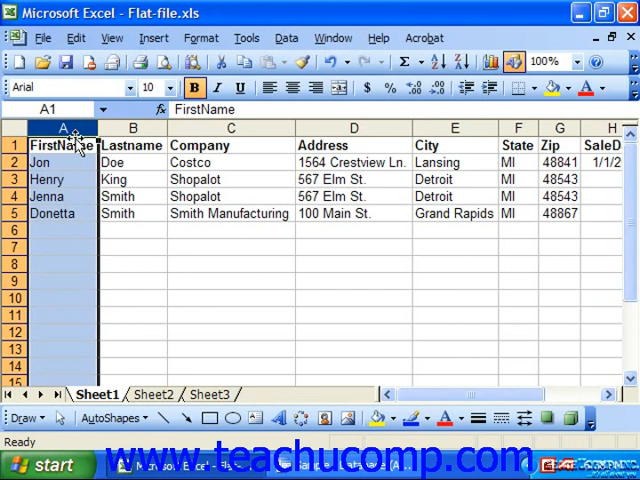 Microsoft Excel - Flat-file.xls
File Edit View Insert Format Tools Data Window Help Acrobat
100%
Arial 10 B I U $ %
A1 fx FirstName
A B C D E F G H
1 FirstName Lastname Company Address City State Zip SaleD
2 Jon Doe Costco 1564 Crestview Ln. Lansing MI 48841 1/1/2
3 Henry King Shopalot 567 Elm St. Detroit MI 48543
4 Jenna Smith Shopalot 567 Elm St. Detroit MI 48543
5 Donetta Smith Smith Manufacturing 100 Main St. Grand Rapids MI 48867
6
7
8
9
10
11
12
13
14
15
Sheet1 Sheet2 Sheet3
Draw AutoShapes
Ready
start Microsoft Excel - Flat-
www.teachucomp.com